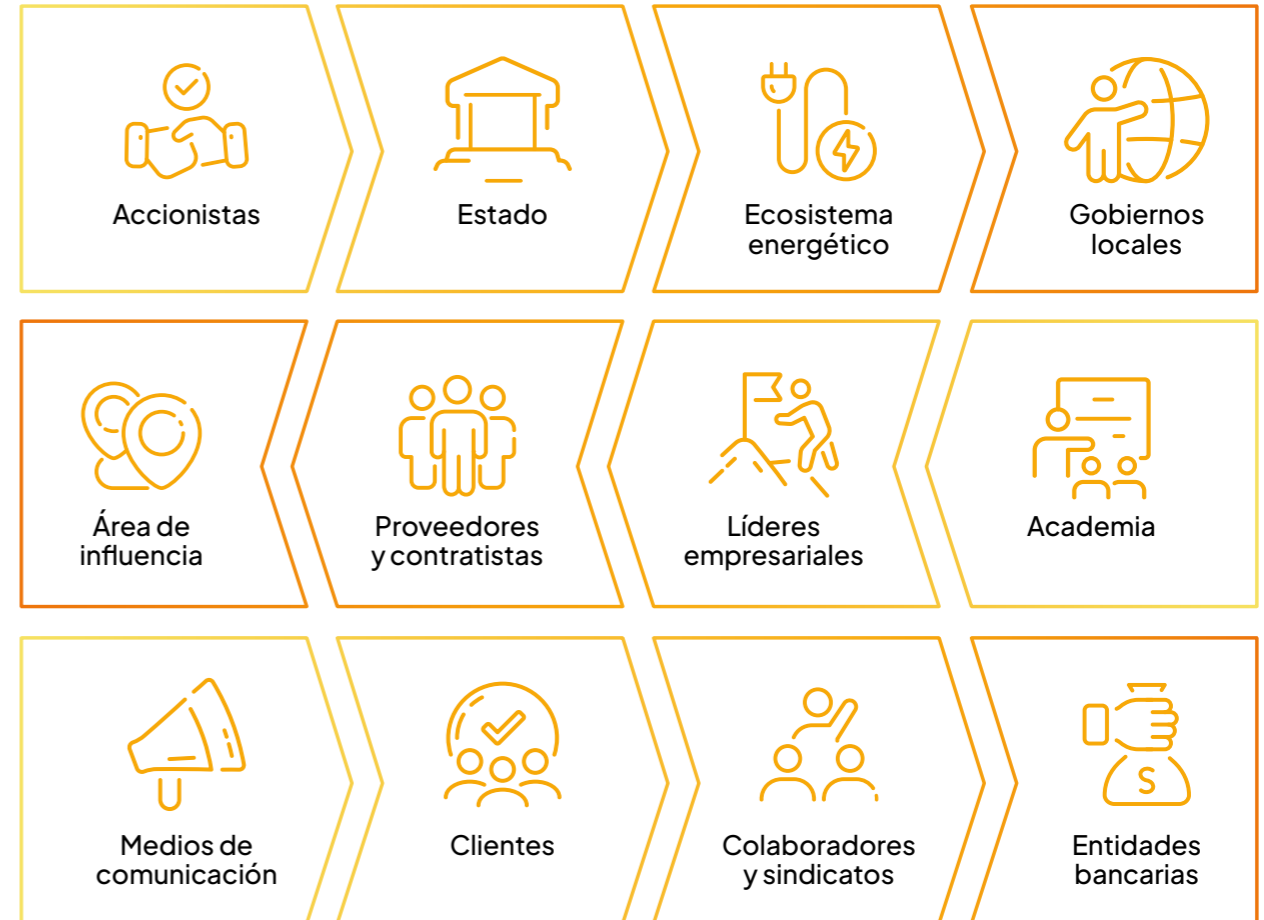 Accionistas
Estado
Ecosistema
energético
Gobiernos
locales
Área de
influencia
Proveedores
y contratistas
Líderes
empresariales
Academia
Medios de
comunicación
Clientes
Colaboradores
y sindicatos
S
Entidades
bancarias